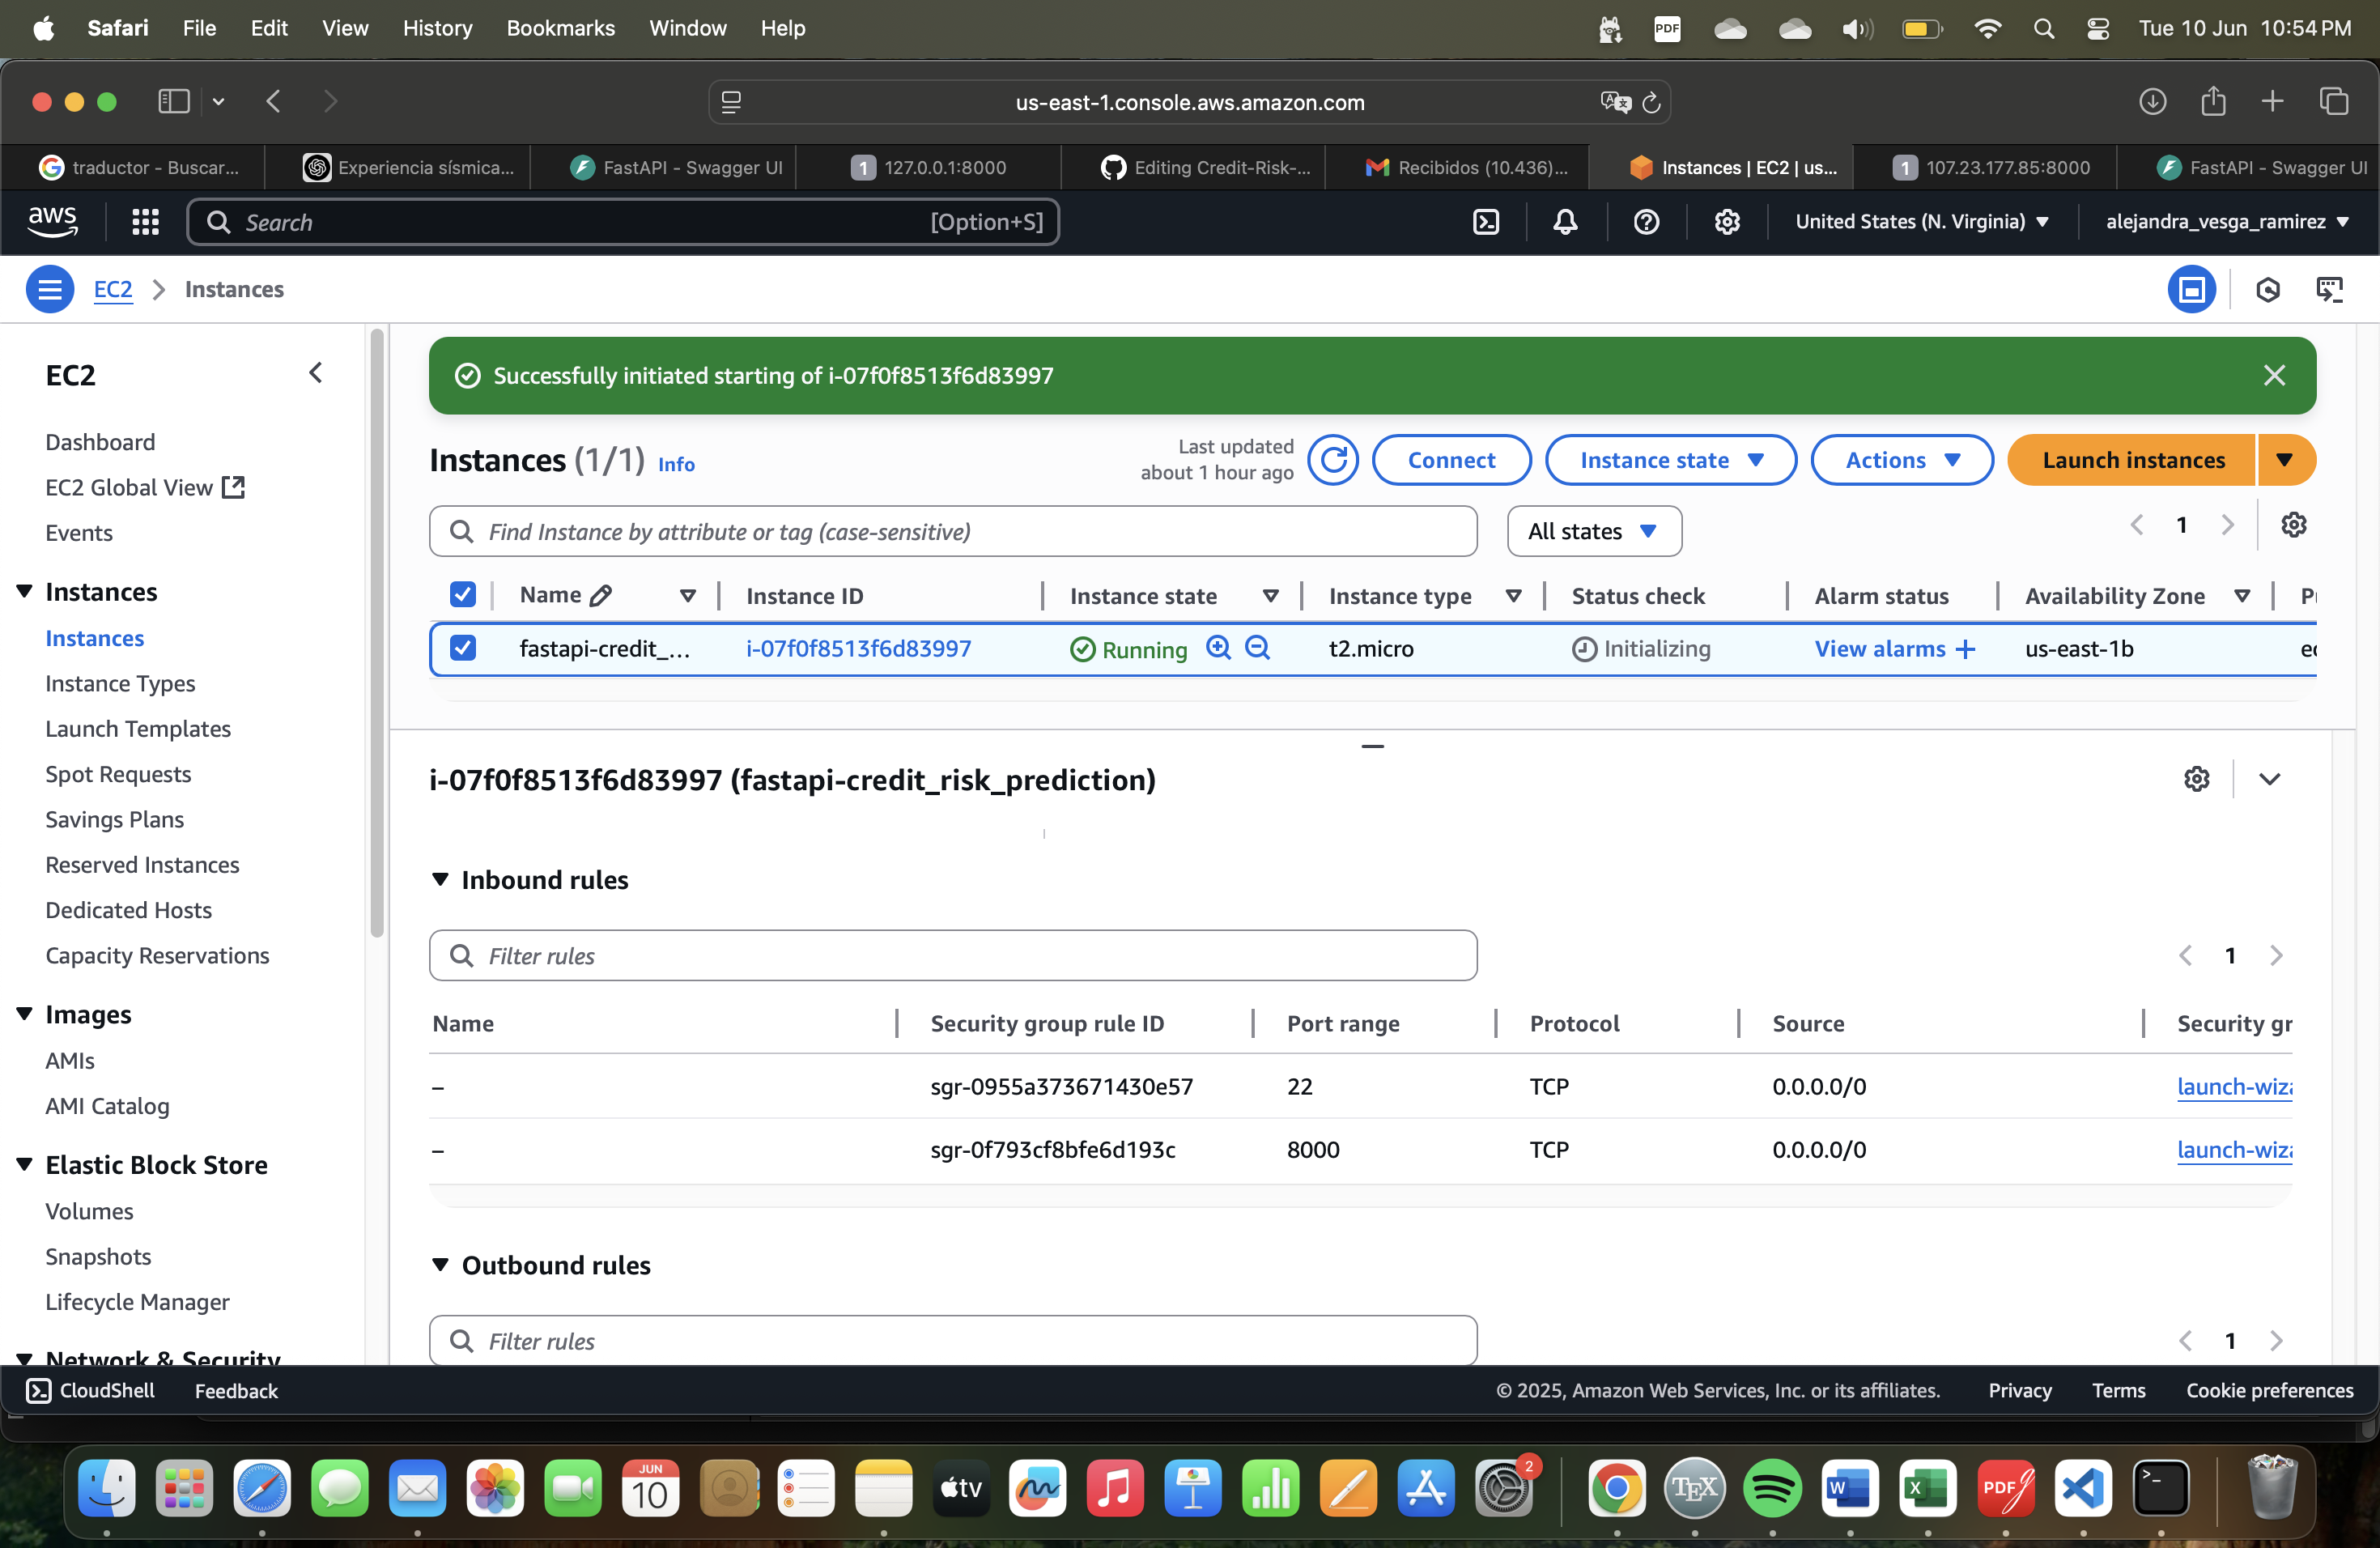 Safari File Edit View History Bookmarks Window Help PDF Tue 10 Jun 10:54 PM
us-east-1.console.aws.amazon.com
traductor - Buscar... Experiencia sísmica... FastAPI - Swagger UI 1 127.0.0.1:8000 Editing Credit-Risk-... Recibidos (10.436)... Instances | EC2 | us... 1 107.23.177.85:8000 FastAPI - Swagger UI
aws Search [Option+S] United States (N. Virginia) alejandra_vesga_ramirez
EC2 Instances
EC2
Dashboard
EC2 Global View
Events
Instances
Instances
Instance Types
Launch Templates
Spot Requests
Savings Plans
Reserved Instances
Dedicated Hosts
Capacity Reservations
Images
AMIs
AMI Catalog
Elastic Block Store
Volumes
Snapshots
Lifecycle Manager
Network & Security
Successfully initiated starting of i-07f0f8513f6d83997
Instances (1/1) Info
Last updated
about 1 hour ago
Connect Instance state Actions Launch instances
Find Instance by attribute or tag (case-sensitive) All states 1
Name Instance ID Instance state Instance type Status check Alarm status Availability Zone
fastapi-credit_... i-07f0f8513f6d83997 Running t2.micro Initializing View alarms + us-east-1b
i-07f0f8513f6d83997 (fastapi-credit_risk_prediction)
Inbound rules
Filter rules 1
Name Security group rule ID Port range Protocol Source Security gr
– sgr-0955a373671430e57 22 TCP 0.0.0.0/0 launch-wiza
– sgr-0f793cf8bfe6d193c 8000 TCP 0.0.0.0/0 launch-wiza
Outbound rules
Filter rules 1
CloudShell Feedback © 2025, Amazon Web Services, Inc. or its affiliates. Privacy Terms Cookie preferences
JUN
10
tv
2
TEX
W
X
PDF
>_